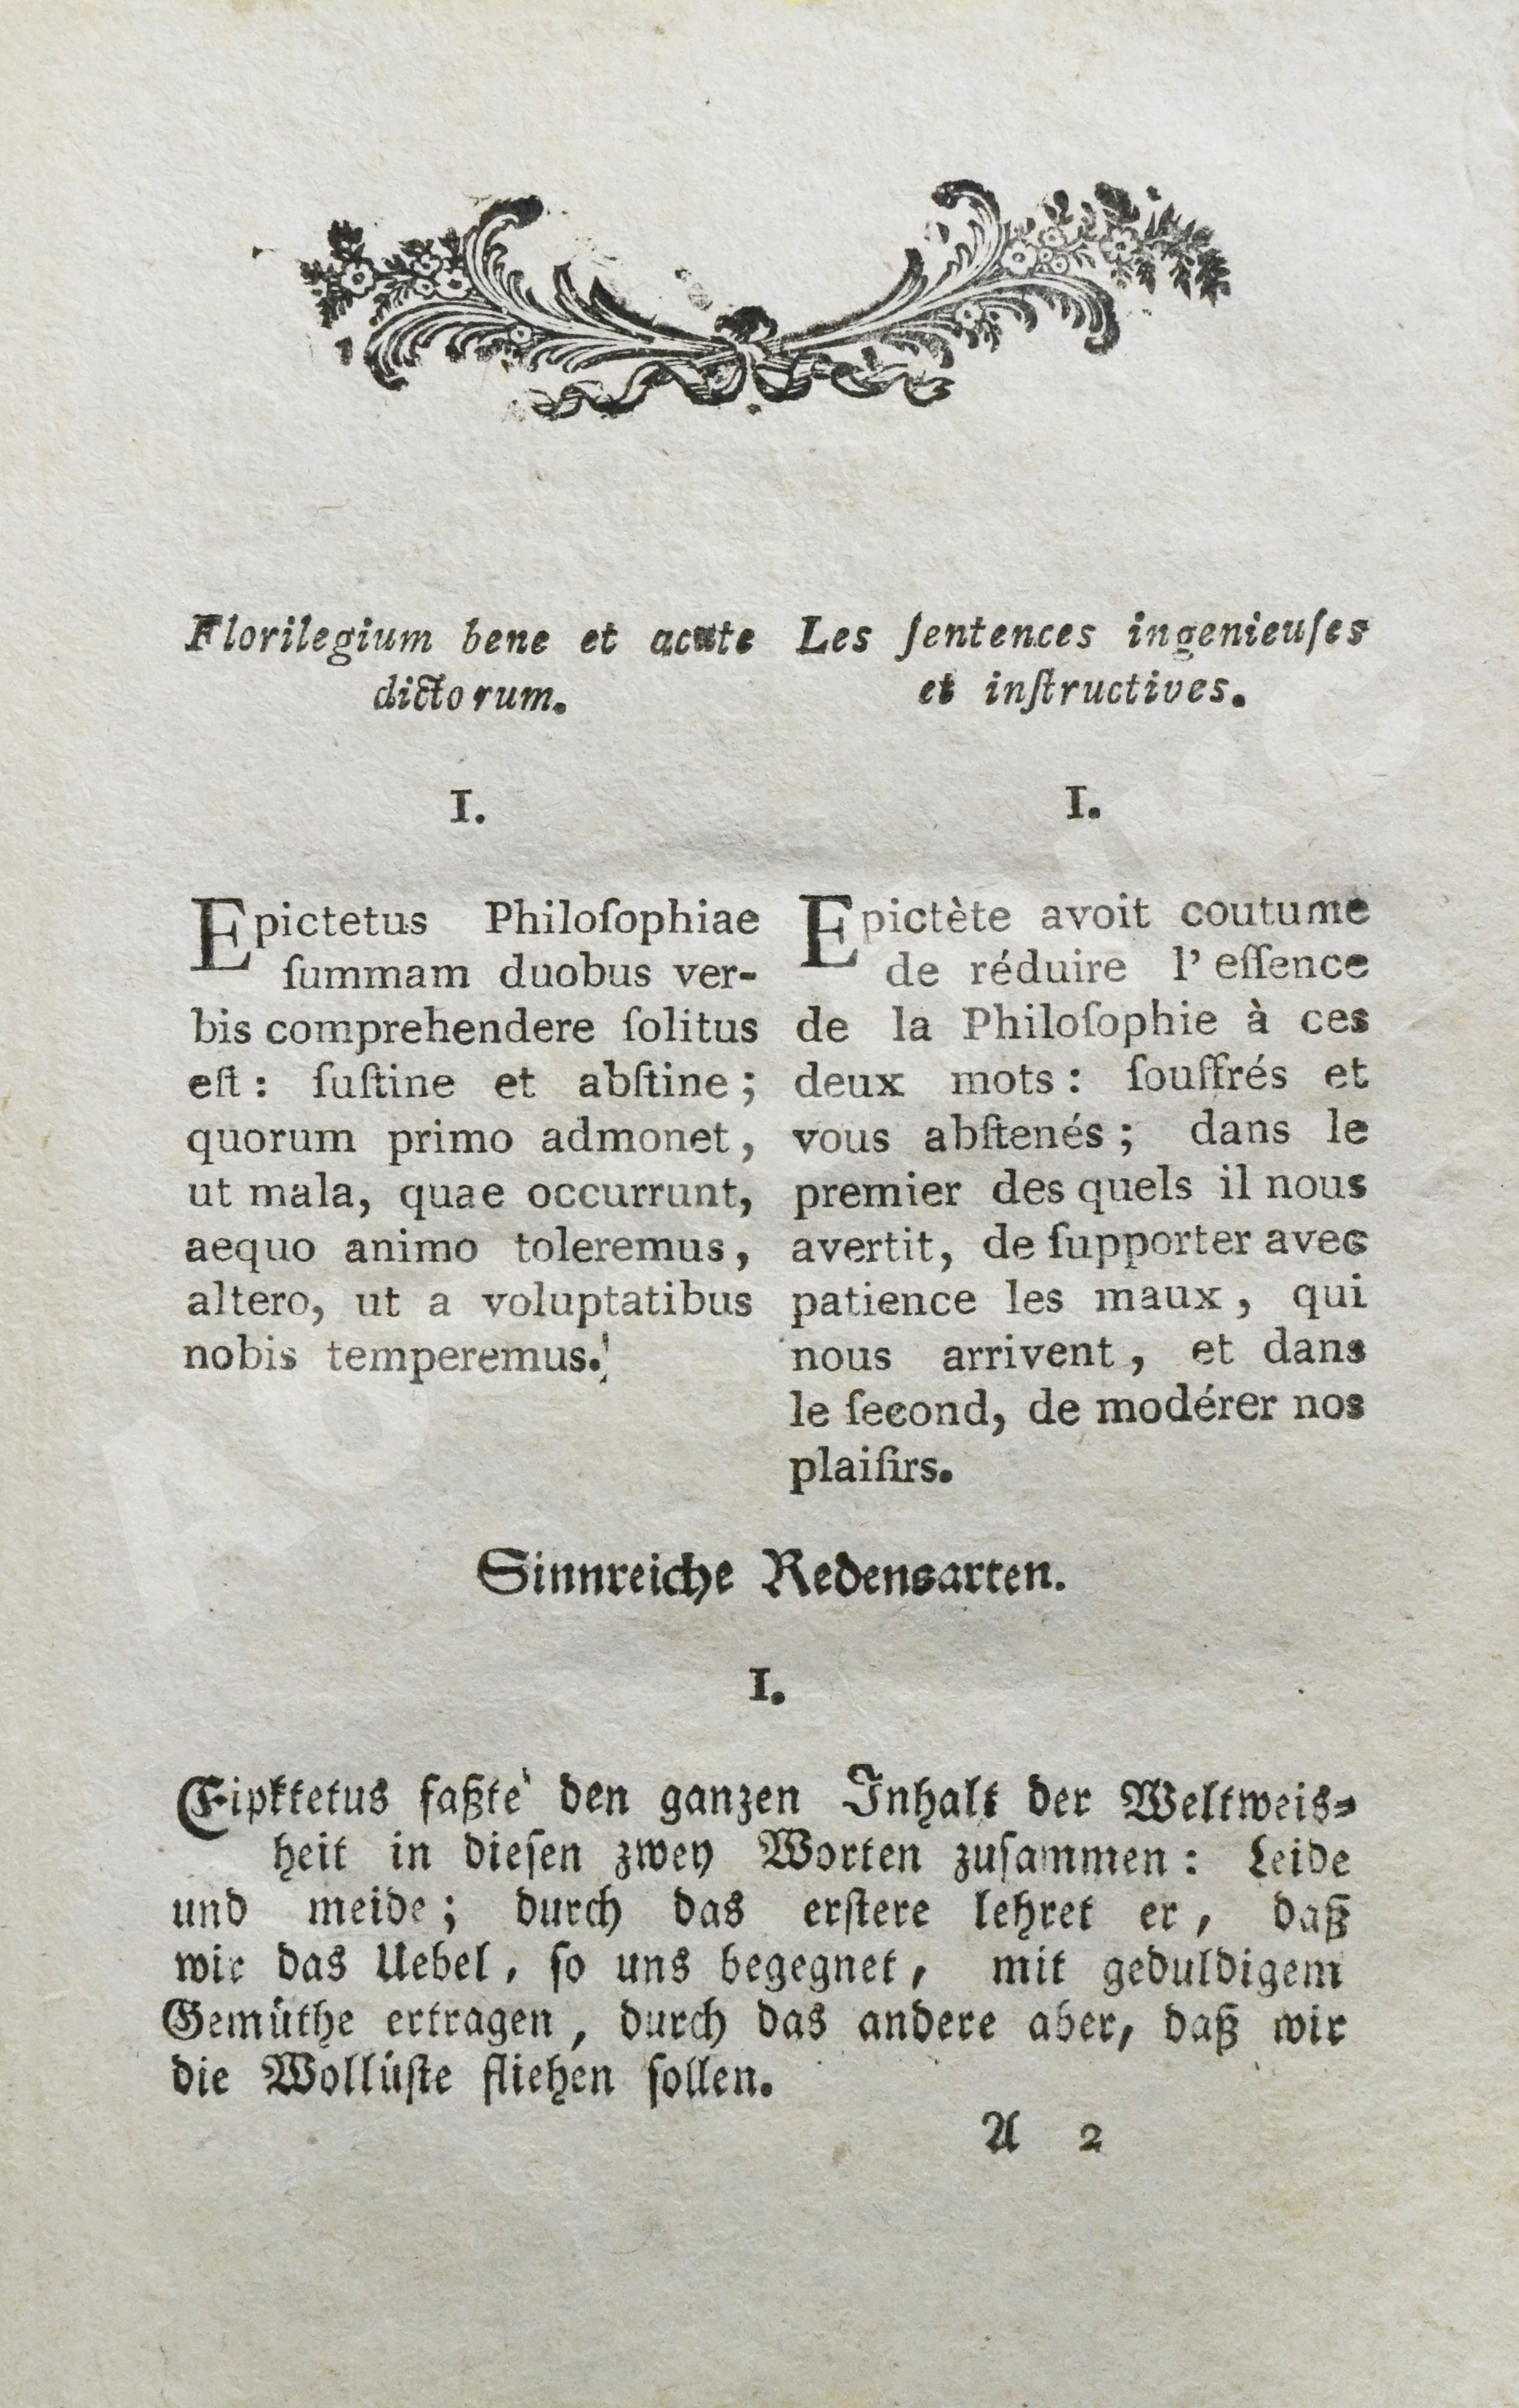 Florilegium bene et acute
dictorum.
I.
Epictetus Philoſophiae
ſummam duobus ver-
bis comprehendere ſolitus
eſt: ſuſtine et abſtine;
quorum primo admonet,
ut mala, quae occurrunt,
aequo animo toleremus,
altero, ut a voluptatibus
nobis temperemus.
Les ſentences ingenieuſes
et inſtructives.
I.
Epictète avoit coutume
de réduire l' eſſence
de la Philoſophie à ces
deux mots: ſouffrés et
vous abſtenés; dans le
premier des quels il nous
avertit, de ſupporter avec
patience les maux, qui
nous arrivent, et dans
le ſecond, de modérer nos
plaiſirs.
Sinnreiche Redensarten.
I.
Eipktetus faßte den ganzen Inhalt der Weltweis=
heit in dieſen zwey Worten zuſammen: Leide
und meide; durch das erſtere lehret er, daß
wir das Uebel, ſo uns begegnet, mit geduldigem
Gemüthe ertragen, durch das andere aber, daß wir
die Wollüſte fliehen ſollen.
A 2